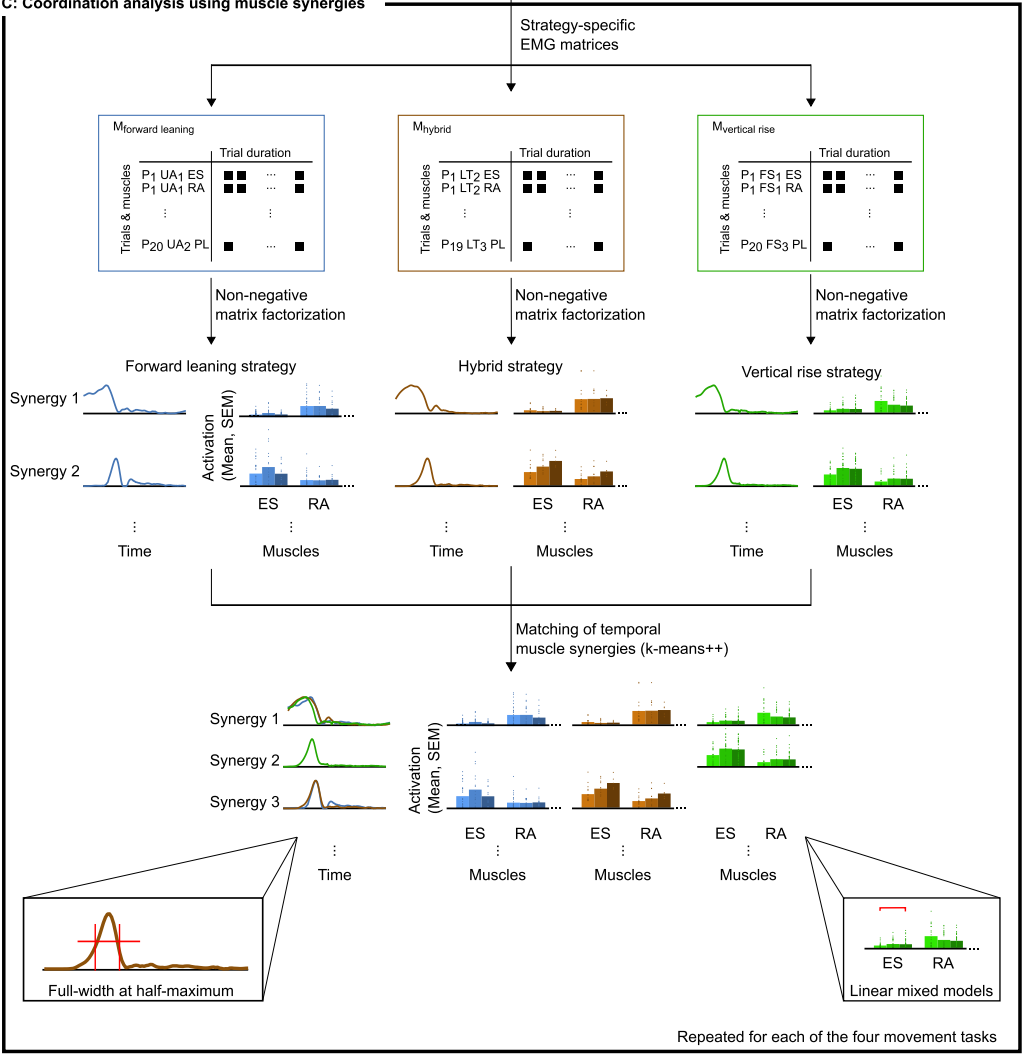 C: Coordination analysis using muscle synergies
Strategy-specific
EMG matrices
Mforward leaning
Trial duration
Trials & muscles
P1 UA1 ES
P1 UA1 RA
...
⋮
⋮
P20 UA2 PL
...
Mhybrid
Trial duration
Trials & muscles
P1 LT2 ES
P1 LT2 RA
...
⋮
⋮
P19 LT3 PL
...
Mvertical rise
Trial duration
Trials & muscles
P1 FS1 ES
P1 FS1 RA
...
⋮
⋮
P20 FS3 PL
...
Non-negative
matrix factorization
Non-negative
matrix factorization
Non-negative
matrix factorization
Forward leaning strategy
Hybrid strategy
Vertical rise strategy
Synergy 1
Synergy 2
Activation
(Mean, SEM)
ES RA
ES RA
ES RA
⋮ ⋮ ⋮ ⋮ ⋮ ⋮
Time Muscles Time Muscles Time Muscles
Matching of temporal
muscle synergies (k-means++)
Synergy 1
Synergy 2
Synergy 3
Activation
(Mean, SEM)
ES RA ES RA ES RA
⋮ ⋮ ⋮ ⋮
Time Muscles Muscles Muscles
Full-width at half-maximum
ES RA
Linear mixed models
Repeated for each of the four movement tasks